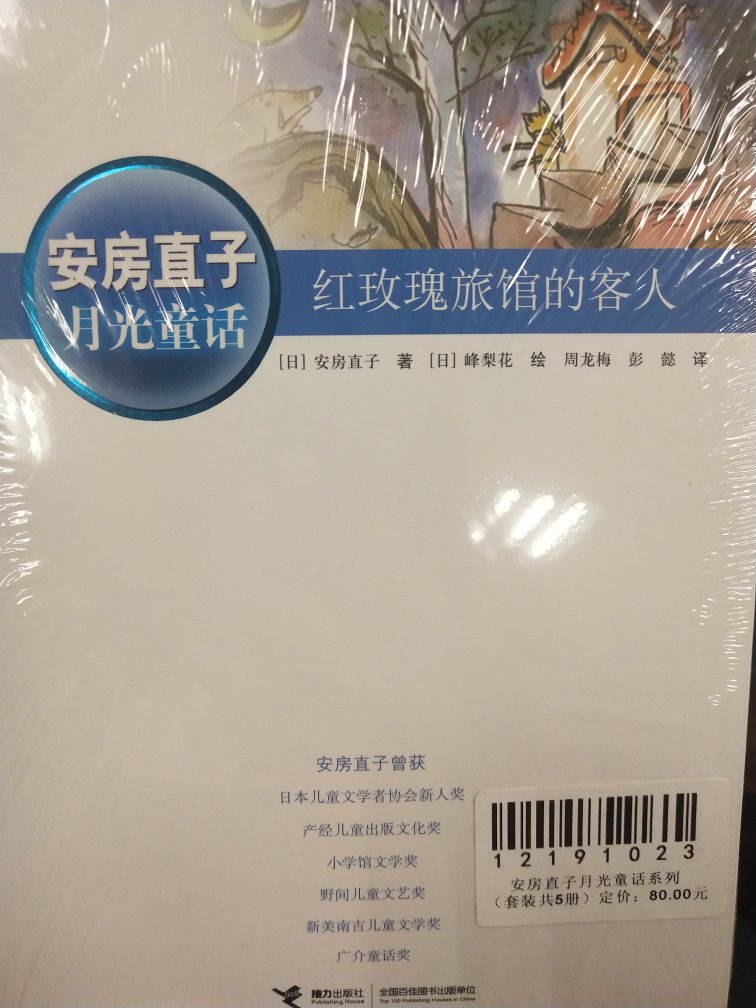 安房直子
月光童话
红玫瑰旅馆的客人
[日] 安房直子 著 [日] 峰梨花 绘 周龙梅 彭 懿 译
安房直子曾获
日本儿童文学者协会新人奖
产经儿童出版文化奖
小学馆文学奖
野间儿童文艺奖
新美南吉儿童文学奖
广介童话奖
12191023
安房直子月光童话系列
（套装共5册）定价：80.00元
接力出版社
Publishing House
全国百佳图书出版单位
Top 100 Publishing Houses in China